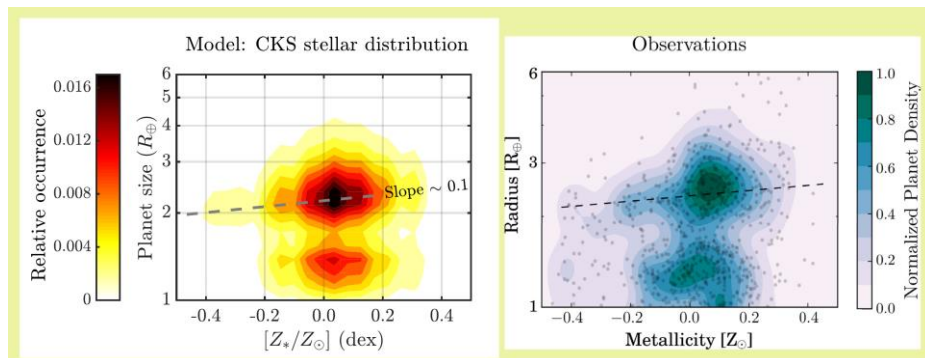 Model: CKS stellar distribution
Relative occurrence
0.016
0.012
0.008
0.004
0
Planet size (R⊕)
6
5
4
3
2
1
Slope ~ 0.1
-0.4 -0.2 0.0 0.2 0.4
[Z*/Z⊙] (dex)
Observations
Radius [R⊕]
6
3
1
−0.4 −0.2 0.0 0.2 0.4
Metallicity [Z⊙]
1.0
0.8
0.6
0.4
0.2
0.0
Normalized Planet Density